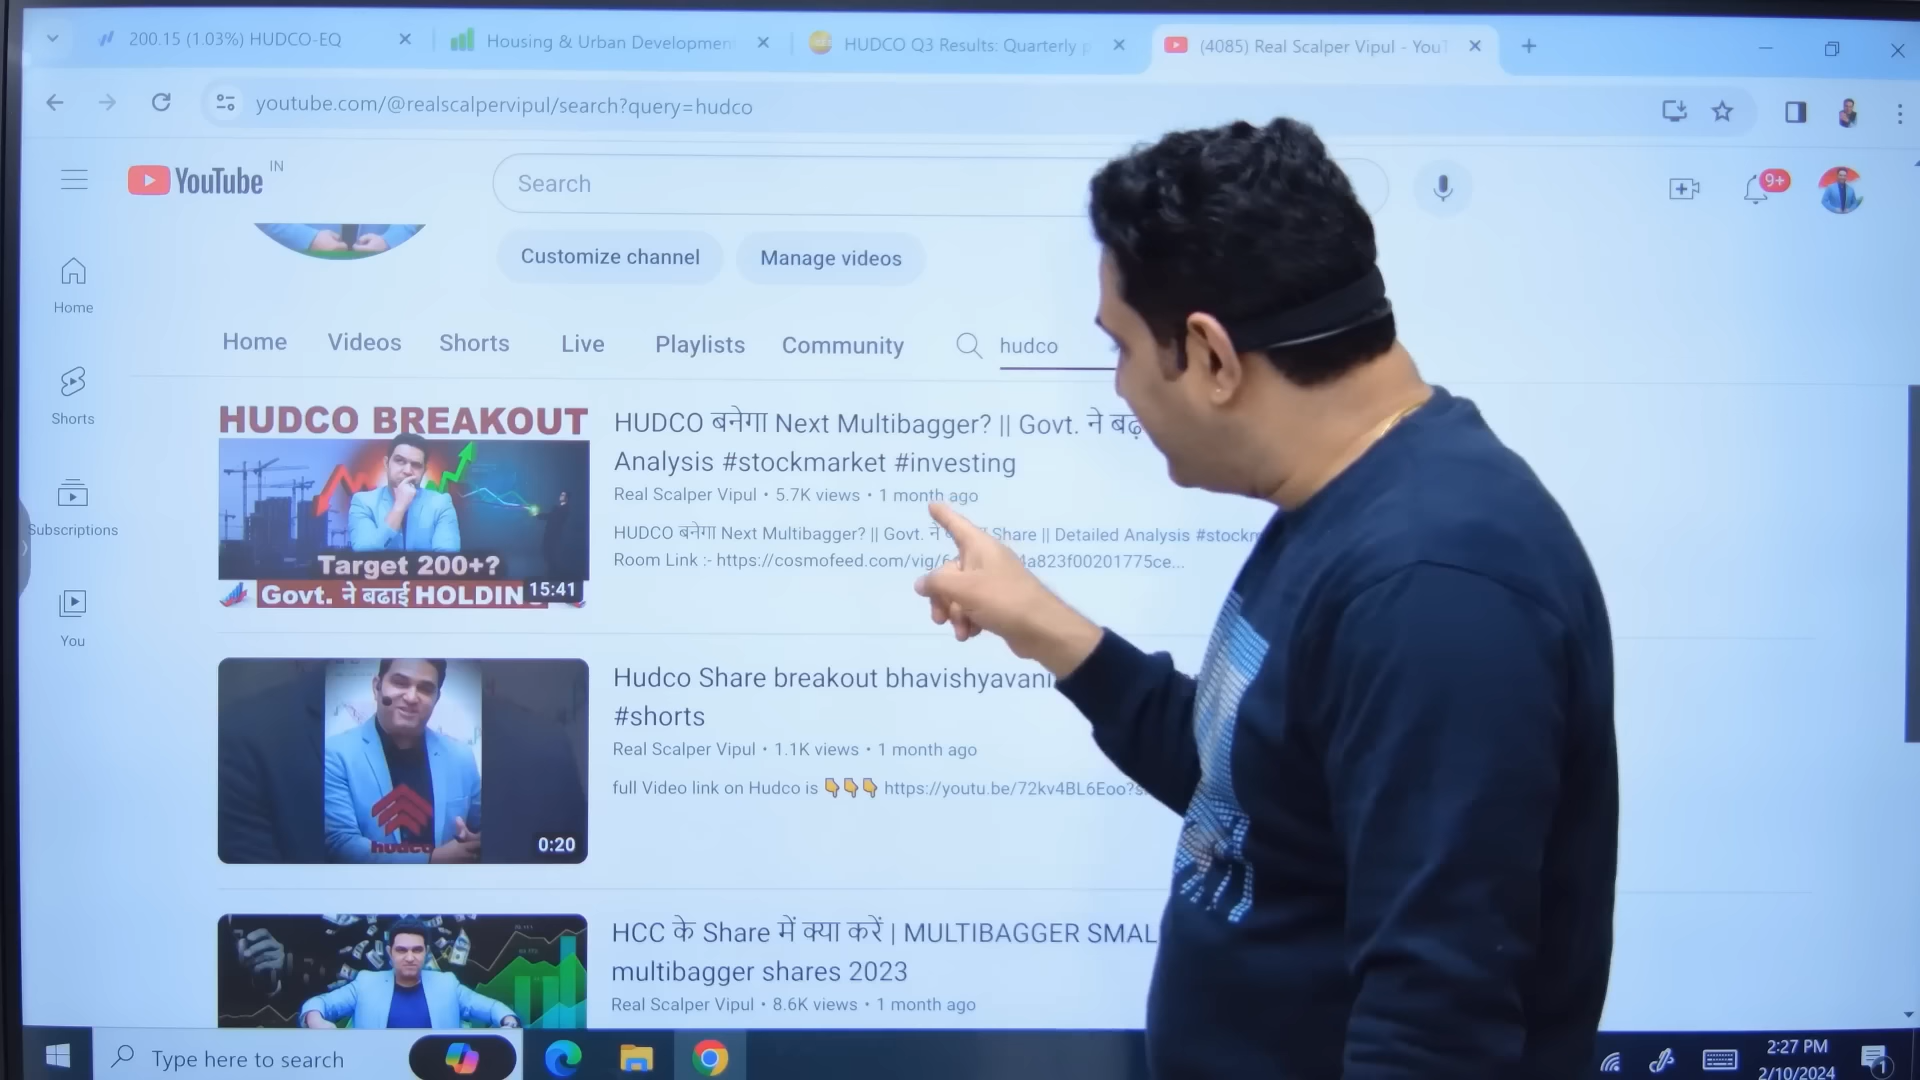 200.15 (1.03%) HUDCO-EQ
Housing & Urban Developmen
HUDCO Q3 Results: Quarterly
(4085) Real Scalper Vipul - You
youtube.com/@realscalpervipul/search?query=hudco
YouTube IN
Search
9+
Customize channel
Manage videos
Home
Shorts
Subscriptions
You
Home Videos Shorts Live Playlists Community hudco
HUDCO BREAKOUT
Target 200+?
Govt. ने बढाई HOLDIN
15:41
HUDCO बनेगा Next Multibagger? || Govt. ने बढ़
Analysis #stockmarket #investing
Real Scalper Vipul • 5.7K views • 1 month ago
HUDCO बनेगा Next Multibagger? || Govt. ने Share || Detailed Analysis #stockm
Room Link :- https://cosmofeed.com/vig/6 4a823f00201775ce...
hudco
0:20
Hudco Share breakout bhavishyavani
#shorts
Real Scalper Vipul • 1.1K views • 1 month ago
full Video link on Hudco is 👇👇👇 https://youtu.be/72kv4BL6Eoo?s
HCC के Share में क्या करें | MULTIBAGGER SMAL
multibagger shares 2023
Real Scalper Vipul • 8.6K views • 1 month ago
Type here to search
2:27 PM
2/10/2024
1